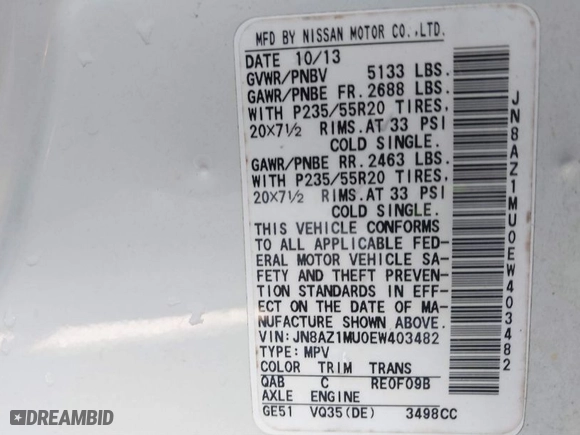 MFD BY NISSAN MOTOR CO.,LTD.
DATE 10/13
GVWR/PNBV 5133 LBS.
GAWR/PNBE FR. 2688 LBS.
WITH P235/55R20 TIRES,
20x7½ RIMS.AT 33 PSI
COLD SINGLE.
GAWR/PNBE RR. 2463 LBS.
WITH P235/55R20 TIRES,
20x7½ RIMS.AT 33 PSI
COLD SINGLE.
THIS VEHICLE CONFORMS
TO ALL APPLICABLE FED-
ERAL MOTOR VEHICLE SA-
FETY AND THEFT PREVEN-
TION STANDARDS IN EFF-
ECT ON THE DATE OF MA-
NUFACTURE SHOWN ABOVE.
VIN:JN8AZ1MU0EW403482
TYPE:MPV
COLOR TRIM TRANS
QAB C RE0F09B
AXLE ENGINE
GE51 VQ35(DE) 3498CC
JN8AZ1MU0EW403482
DREAMBID